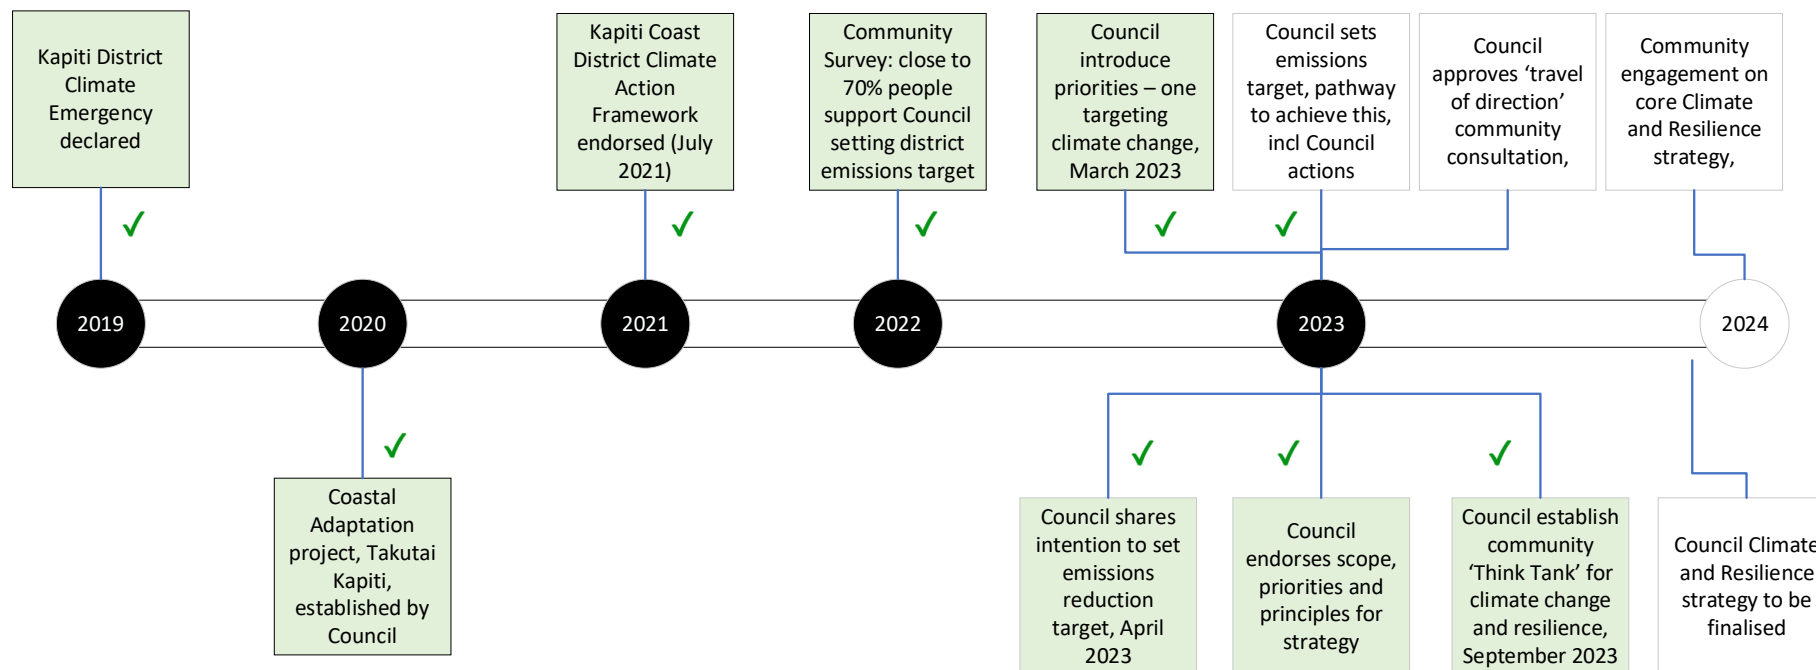 Kapiti District
Climate
Emergency
declared
Kapiti Coast
District Climate
Action
Framework
endorsed (July
2021)
Community
Survey: close to
70% people
support Council
setting district
emissions target
Council
introduce
priorities – one
targeting
climate change,
March 2023
Council sets
emissions
target, pathway
to achieve this,
incl Council
actions
Council
approves ‘travel
of direction’
community
consultation,
Community
engagement on
core Climate
and Resilience
strategy,
2019
2020
2021
2022
2023
2024
Coastal
Adaptation
project, Takutai
Kapiti,
established by
Council
Council shares
intention to set
emissions
reduction
target, April
2023
Council
endorses scope,
priorities and
principles for
strategy
Council establish
community
‘Think Tank’ for
climate change
and resilience,
September 2023
Council Climate
and Resilience
strategy to be
finalised